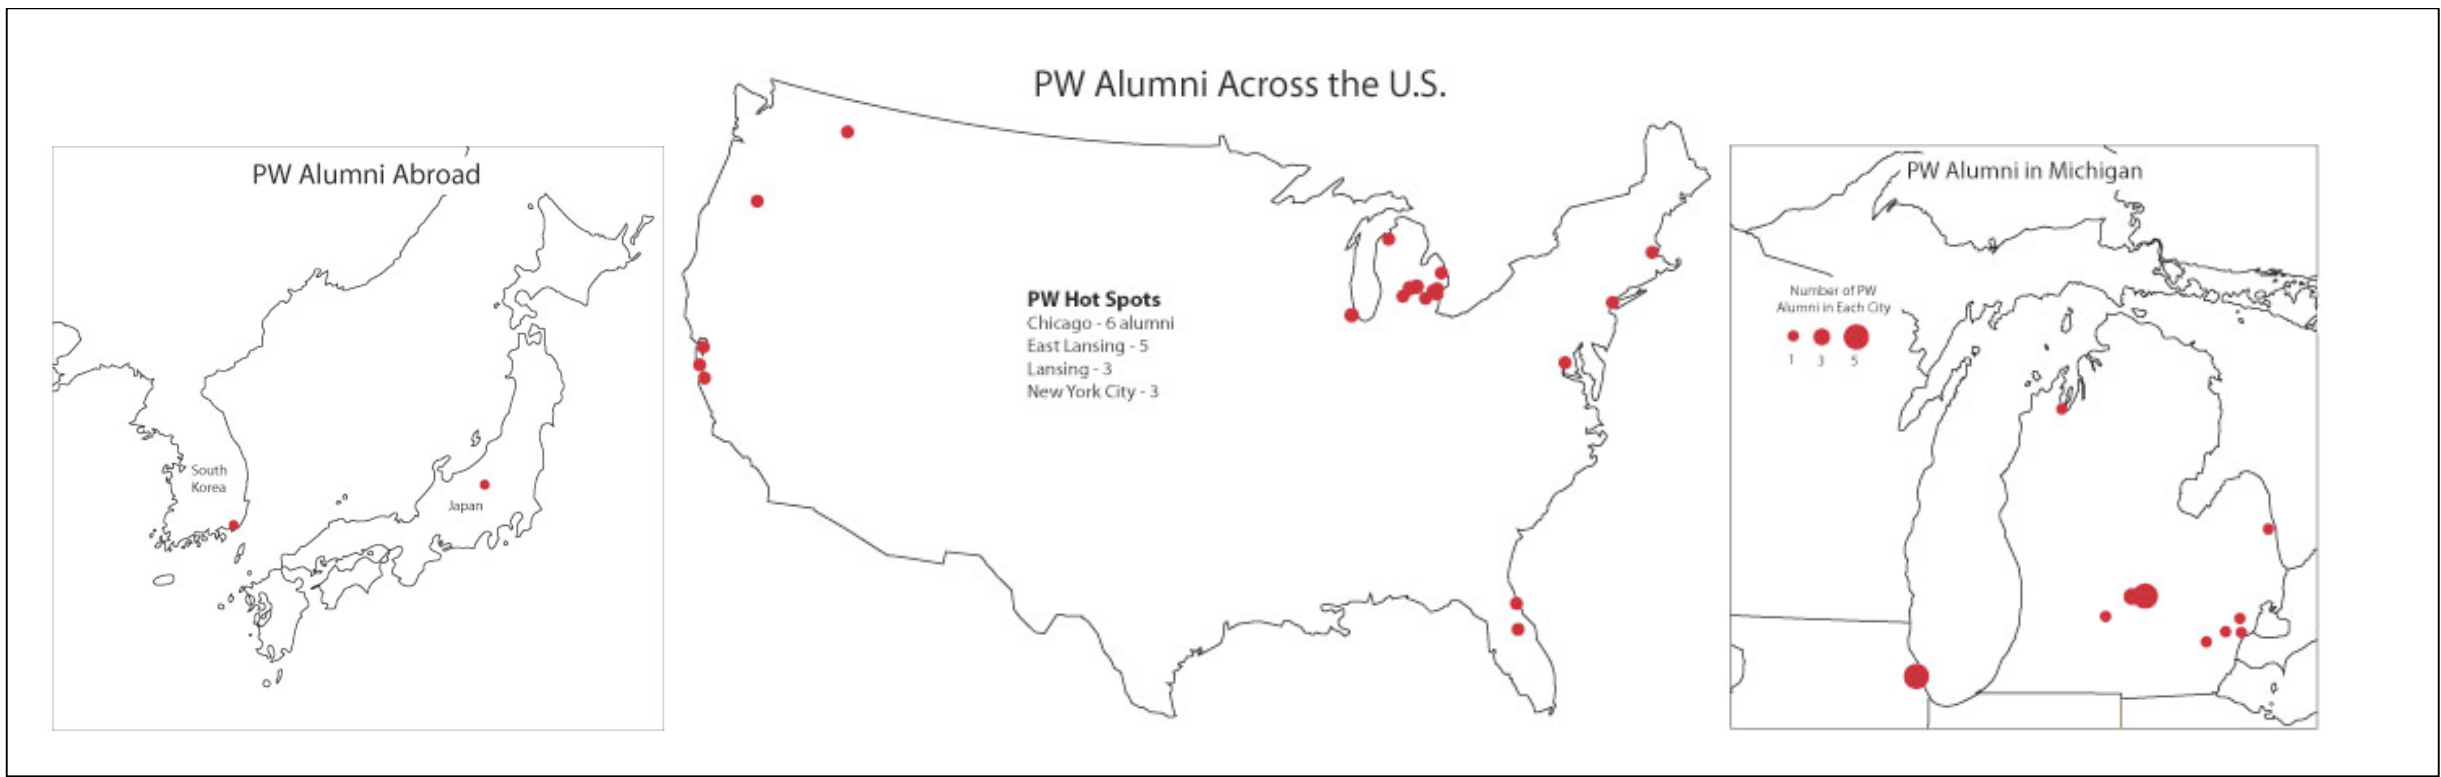 PW Alumni Across the U.S.
PW Alumni Abroad
South
Korea
Japan
PW Hot Spots
Chicago - 6 alumni
East Lansing - 5
Lansing - 3
New York City - 3
PW Alumni in Michigan
Number of PW
Alumni in Each City
1 3 5